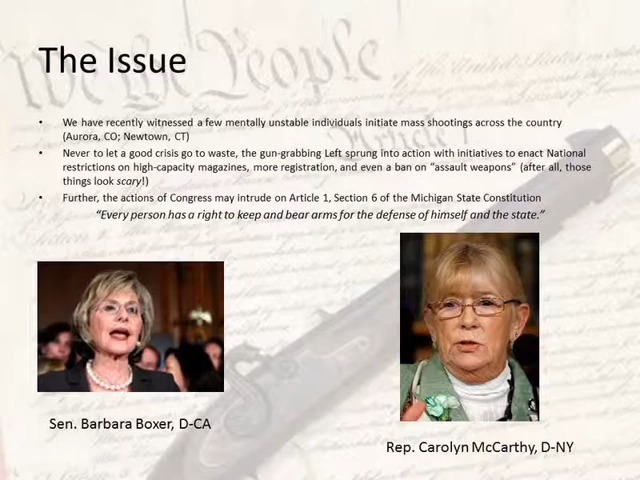 We the People
The Issue
• We have recently witnessed a few mentally unstable individuals initiate mass shootings across the country
(Aurora, CO; Newtown, CT)
• Never to let a good crisis go to waste, the gun-grabbing Left sprung into action with initiatives to enact National
restrictions on high-capacity magazines, more registration, and even a ban on “assault weapons” (after all, those
things look scary!)
• Further, the actions of Congress may intrude on Article 1, Section 6 of the Michigan State Constitution
“Every person has a right to keep and bear arms for the defense of himself and the state.”
Sen. Barbara Boxer, D-CA
Rep. Carolyn McCarthy, D-NY